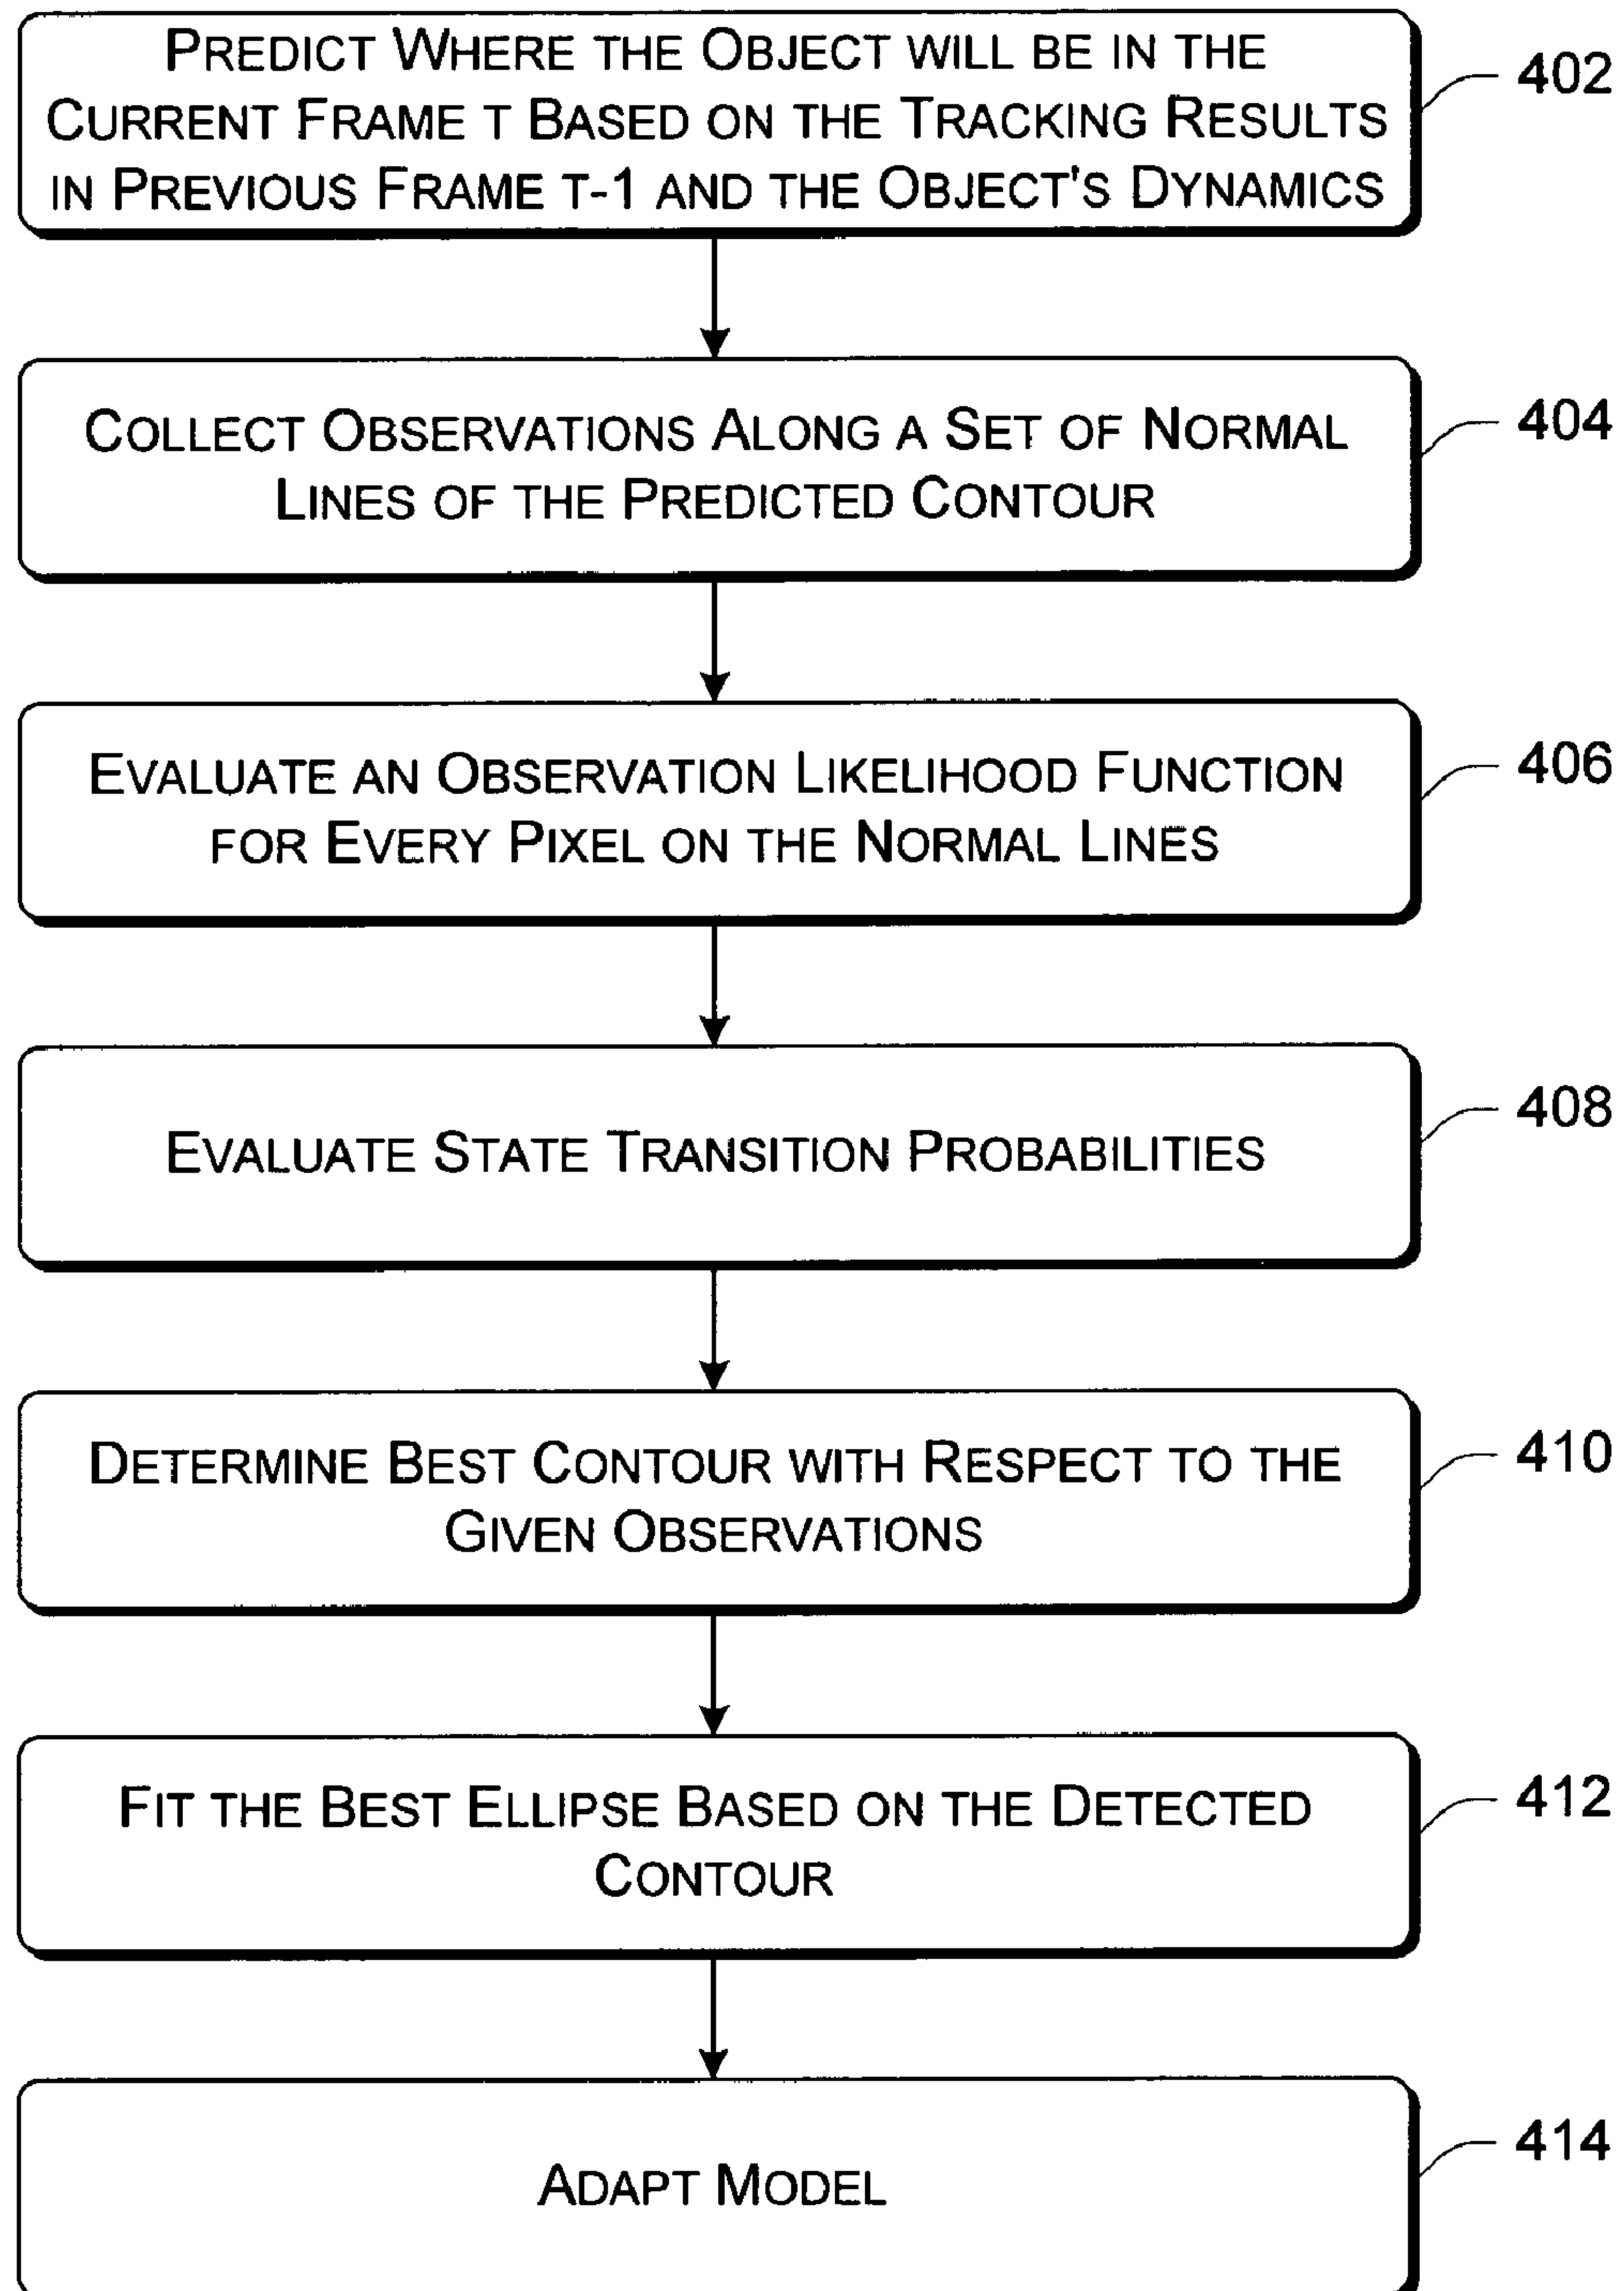 PREDICT WHERE THE OBJECT WILL BE IN THE
CURRENT FRAME T BASED ON THE TRACKING RESULTS
IN PREVIOUS FRAME T-1 AND THE OBJECT'S DYNAMICS
402
COLLECT OBSERVATIONS ALONG A SET OF NORMAL
LINES OF THE PREDICTED CONTOUR
404
EVALUATE AN OBSERVATION LIKELIHOOD FUNCTION
FOR EVERY PIXEL ON THE NORMAL LINES
406
EVALUATE STATE TRANSITION PROBABILITIES
408
DETERMINE BEST CONTOUR WITH RESPECT TO THE
GIVEN OBSERVATIONS
410
FIT THE BEST ELLIPSE BASED ON THE DETECTED
CONTOUR
412
ADAPT MODEL
414